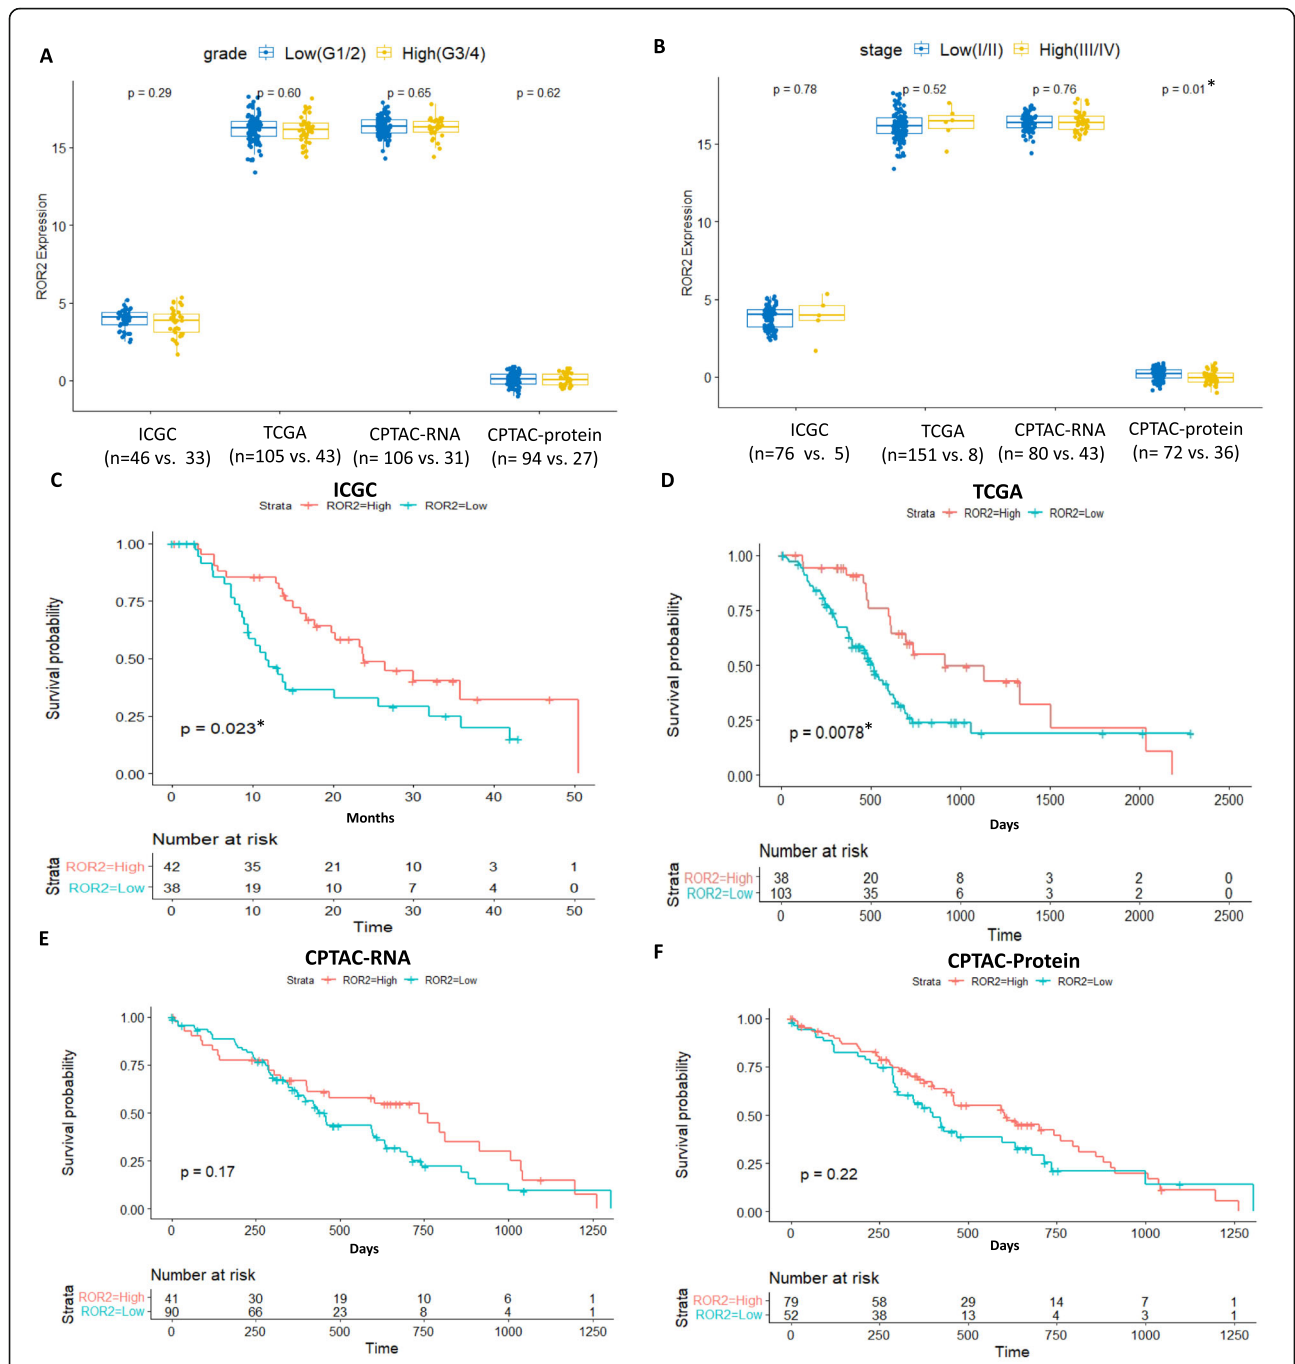 A
grade Low(G1/2) High(G3/4)
p = 0.29 p = 0.60 p = 0.65 p = 0.62
ROR2 Expression
15
10
5
0
ICGC TCGA CPTAC-RNA CPTAC-protein
(n=46 vs. 33) (n=105 vs. 43) (n= 106 vs. 31) (n= 94 vs. 27)
B
stage Low(I/II) High(III/IV)
p = 0.78 p = 0.52 p = 0.76 p = 0.01*
ROR2 Expression
15
10
5
0
ICGC TCGA CPTAC-RNA CPTAC-protein
(n=76 vs. 5) (n=151 vs. 8) (n= 80 vs. 43) (n= 72 vs. 36)
C
ICGC
Strata ROR2=High ROR2=Low
Survival probability
1.00
0.75
0.50
0.25
0.00
p = 0.023*
0 10 20 30 40 50
Months
Number at risk
Strata
ROR2=High 42 35 21 10 3 1
ROR2=Low 38 19 10 7 4 0
0 10 20 30 40 50
Time
D
TCGA
Strata ROR2=High ROR2=Low
Survival probability
1.00
0.75
0.50
0.25
0.00
p = 0.0078*
0 500 1000 1500 2000 2500
Days
Number at risk
Strata
ROR2=High 38 20 8 3 2 0
ROR2=Low 103 35 6 3 2 0
0 500 1000 1500 2000 2500
Time
E
CPTAC-RNA
Strata ROR2=High ROR2=Low
Survival probability
1.00
0.75
0.50
0.25
0.00
p = 0.17
0 250 500 750 1000 1250
Days
Number at risk
Strata
ROR2=High 41 30 19 10 6 1
ROR2=Low 90 66 23 8 4 1
0 250 500 750 1000 1250
Time
F
CPTAC-Protein
Strata ROR2=High ROR2=Low
Survival probability
1.00
0.75
0.50
0.25
0.00
p = 0.22
0 250 500 750 1000 1250
Days
Number at risk
Strata
ROR2=High 79 58 29 14 7 1
ROR2=Low 52 38 13 4 3 1
0 250 500 750 1000 1250
Time